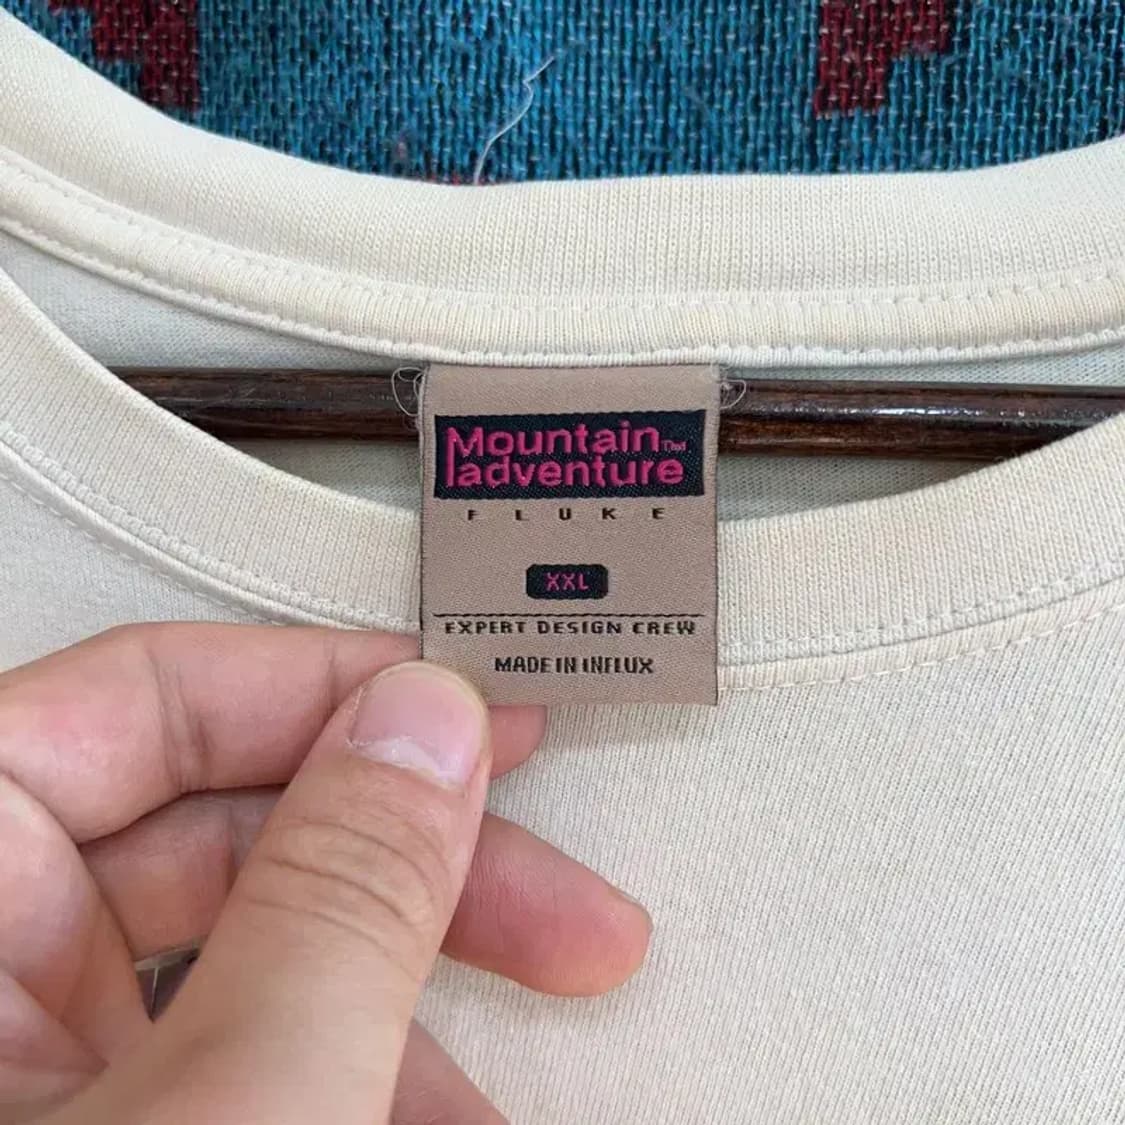 Mountain
adventure
FLUKE
XXL
EXPERT DESIGN CREW
MADE IN INFLUX